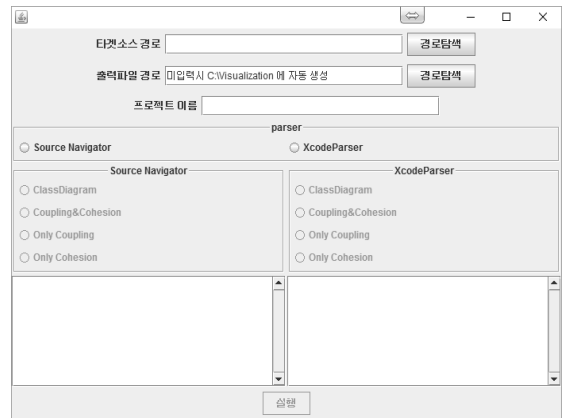 타겟소스 경로 경로탐색
출력파일 경로 미입력시 C:\Visualization 에 자동 생성 경로탐색
프로젝트 이름
parser
Source Navigator XcodeParser
Source Navigator XcodeParser
ClassDiagram ClassDiagram
Coupling&Cohesion Coupling&Cohesion
Only Coupling Only Coupling
Only Cohesion Only Cohesion
실행